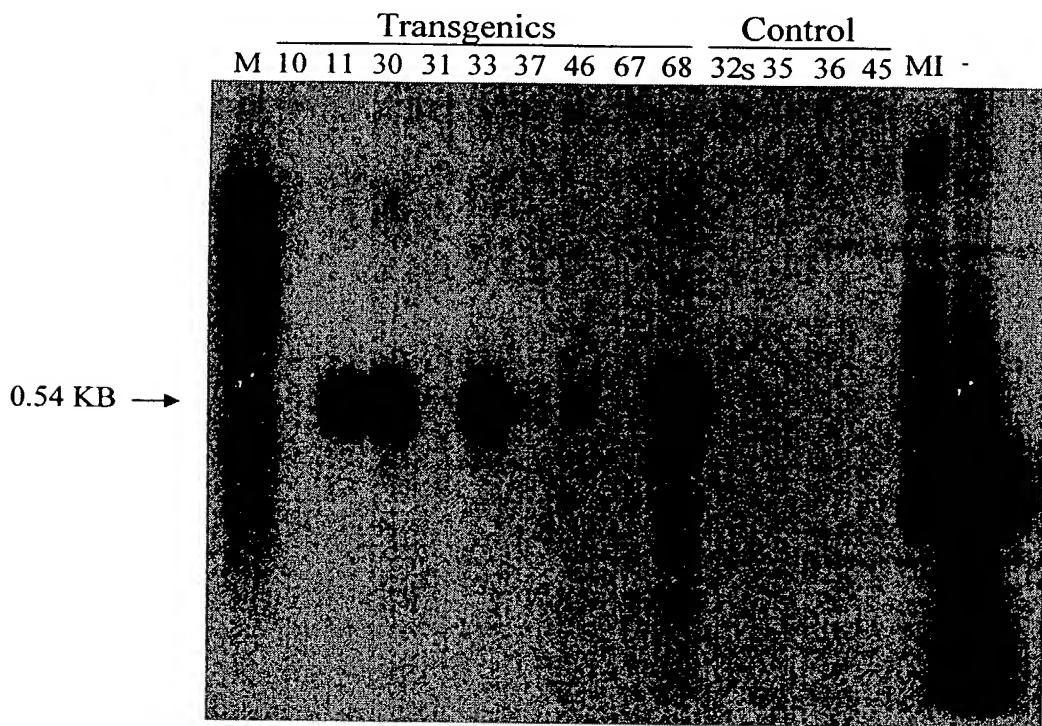 Transgenics Control
M 10 11 30 31 33 37 46 67 68 32s 35 36 45 MI -
0.54 KB →